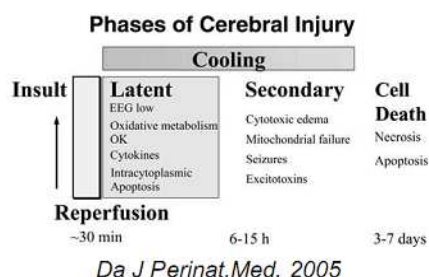 Phases of Cerebral Injury
Cooling
Insult
Latent
EEG low
Oxidative metabolism
OK
Cytokines
Intracytoplasmic
Apoptosis
Secondary
Cytotoxic edema
Mitochondrial failure
Seizures
Excitotoxins
Cell
Death
Necrosis
Apoptosis
Reperfusion
~30 min
6-15 h
3-7 days
Da J Perinat.Med. 2005